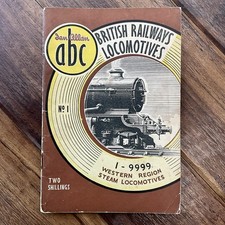 Ian Allan
abc
BRITISH RAILWAYS
LOCOMOTIVES
No 1
1 - 9999
WESTERN REGION
STEAM LOCOMOTIVES
TWO
SHILLINGS